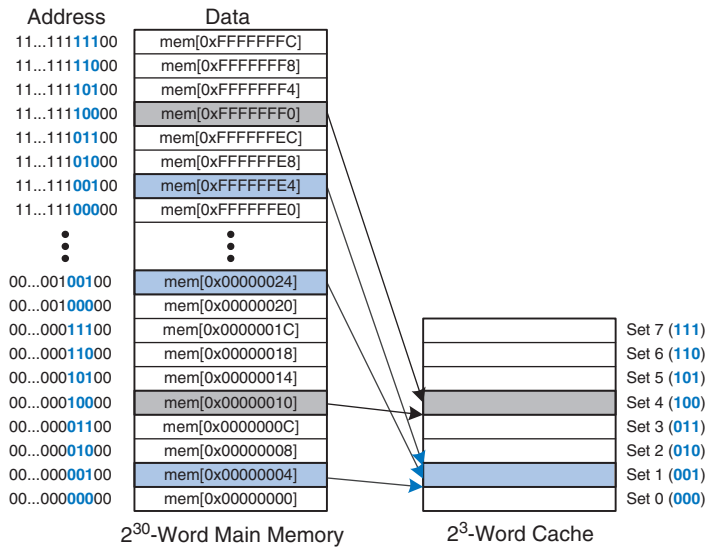 Address Data
11...11111100 mem[0xFFFFFFFC]
11...11111000 mem[0xFFFFFFF8]
11...11110100 mem[0xFFFFFFF4]
11...11110000 mem[0xFFFFFFF0]
11...11101100 mem[0xFFFFFFEC]
11...11101000 mem[0xFFFFFFE8]
11...11100100 mem[0xFFFFFFE4]
11...11100000 mem[0xFFFFFFE0]
00...00100100 mem[0x00000024]
00...00100000 mem[0x00000020]
00...00011100 mem[0x0000001C] Set 7 (111)
00...00011000 mem[0x00000018] Set 6 (110)
00...00010100 mem[0x00000014] Set 5 (101)
00...00010000 mem[0x00000010] Set 4 (100)
00...00001100 mem[0x0000000C] Set 3 (011)
00...00001000 mem[0x00000008] Set 2 (010)
00...00000100 mem[0x00000004] Set 1 (001)
00...00000000 mem[0x00000000] Set 0 (000)
2³⁰-Word Main Memory 2³-Word Cache